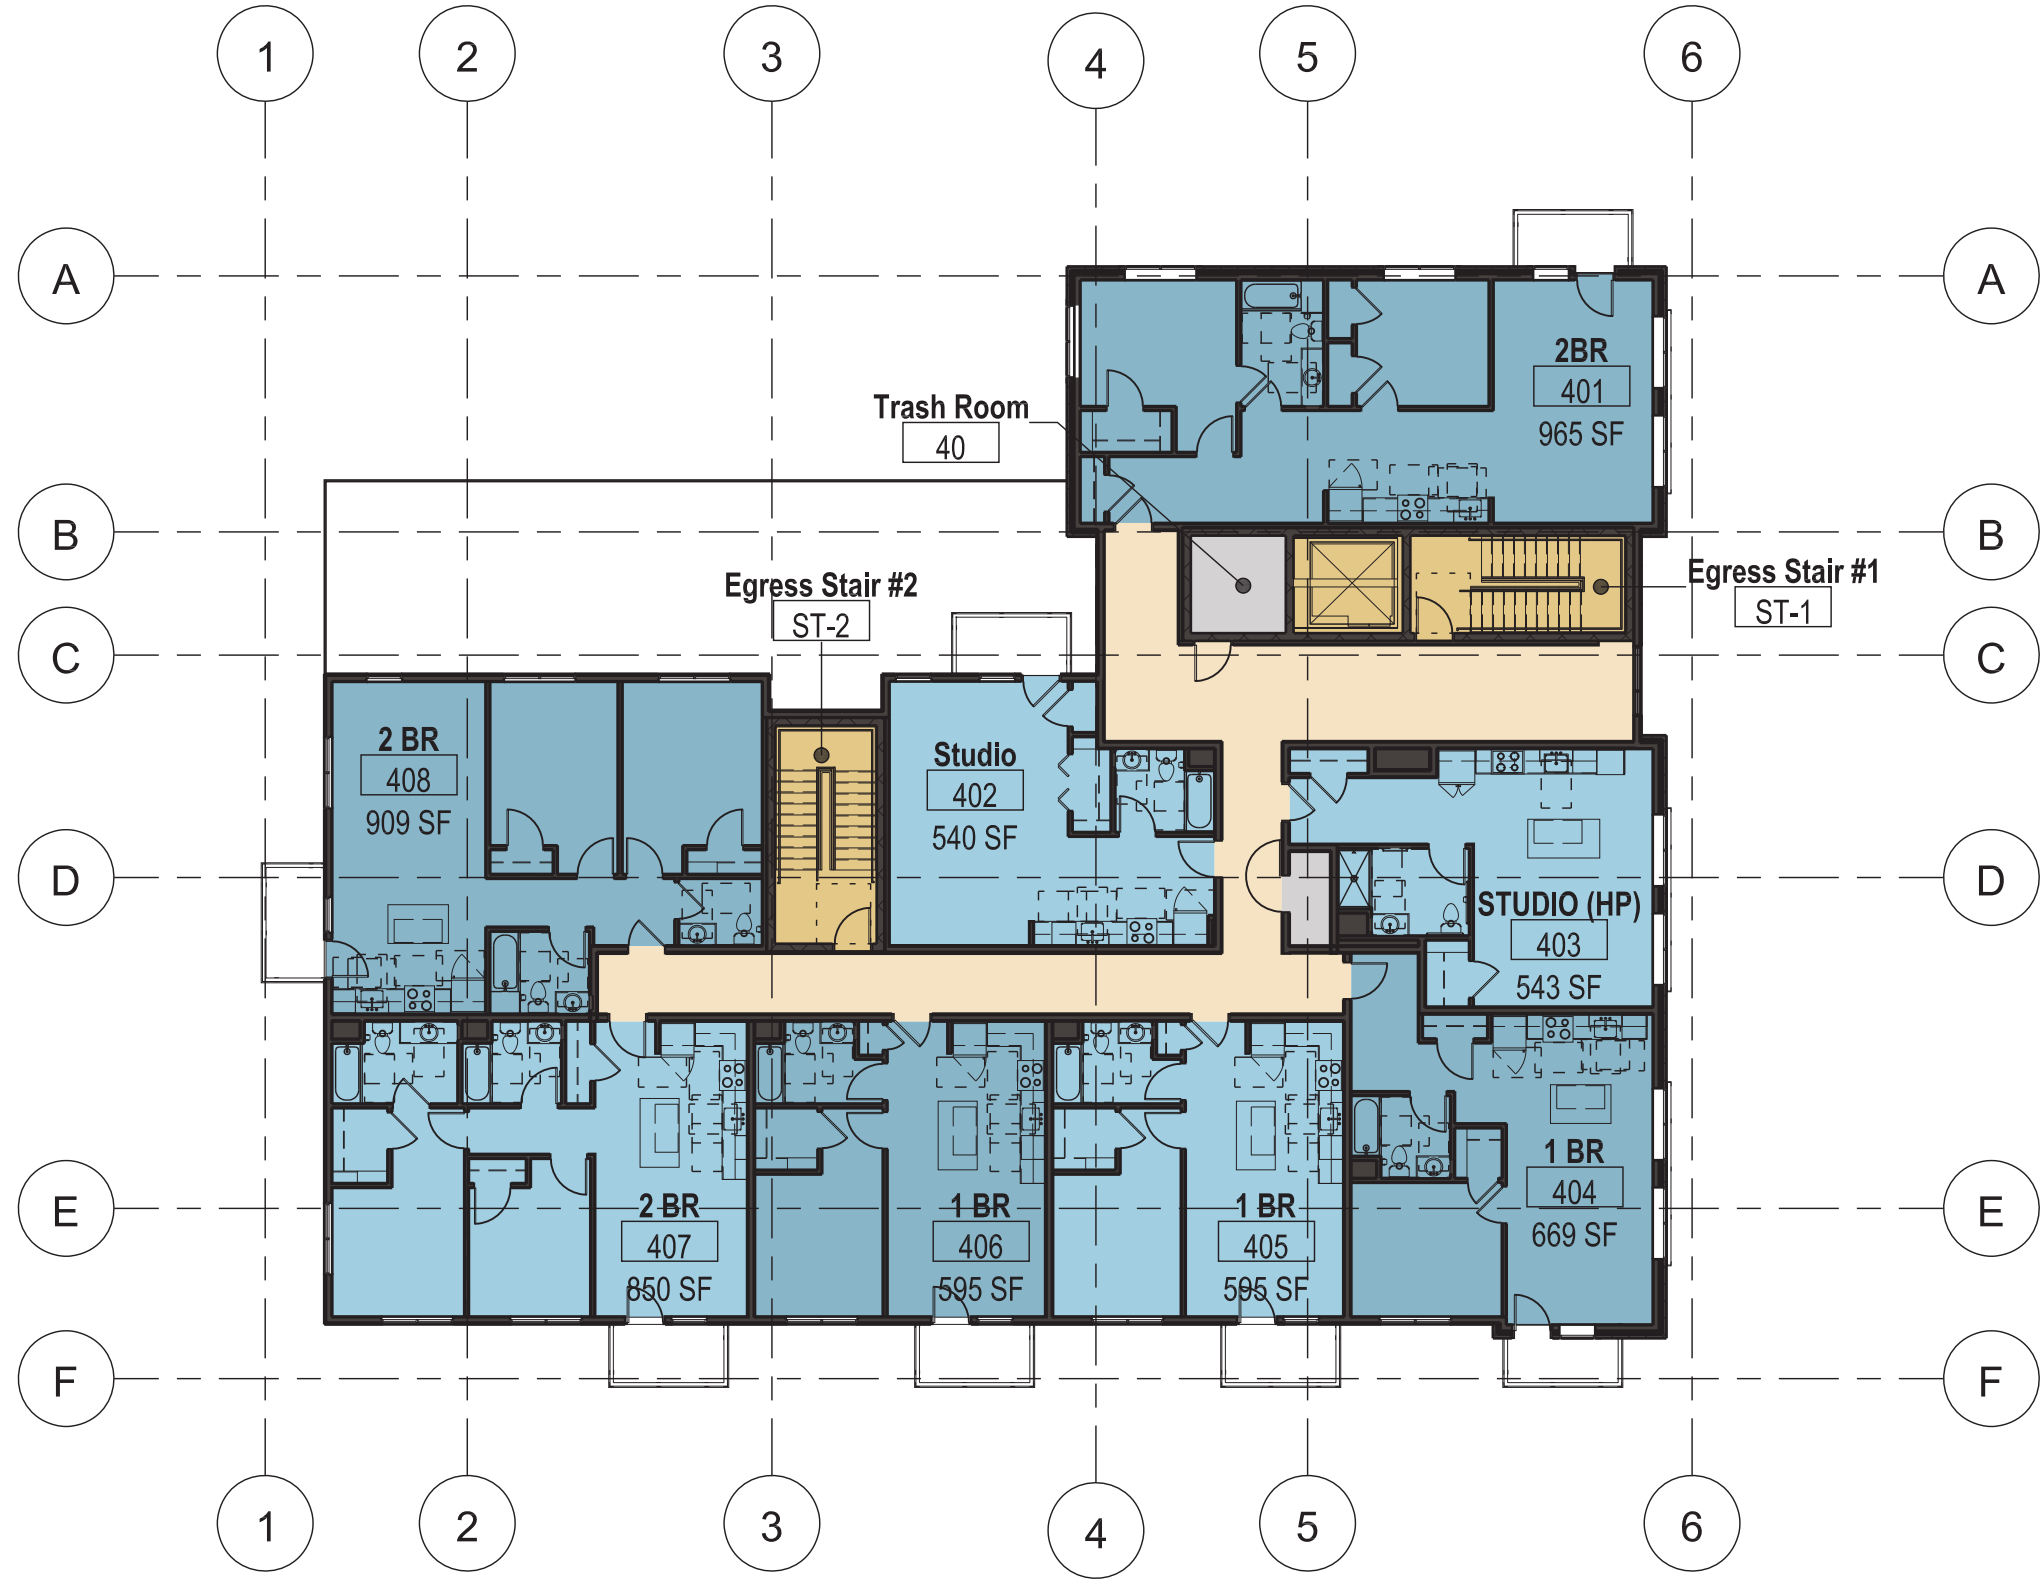 1
2
3
4
5
6
A
A
2BR
401
965 SF
Trash Room
40
B
B
Egress Stair #2
ST-2
Egress Stair #1
ST-1
C
C
2 BR
408
909 SF
Studio
402
540 SF
D
D
STUDIO (HP)
403
543 SF
1 BR
404
669 SF
2 BR
407
850 SF
1 BR
406
595 SF
1 BR
405
595 SF
E
E
F
F
1
2
3
4
5
6